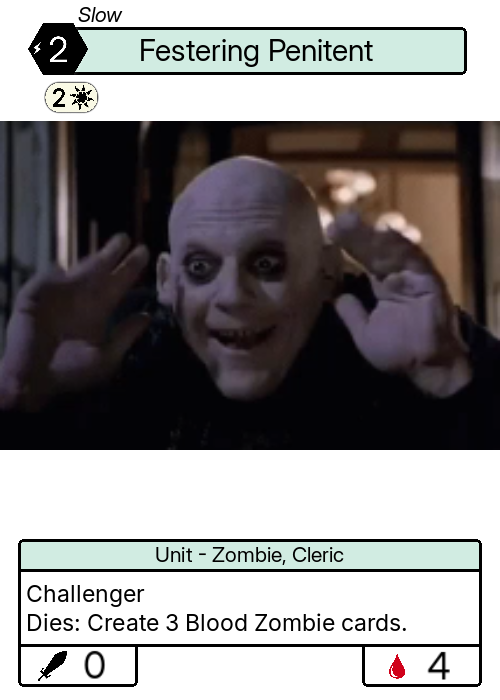 Slow
2 Festering Penitent
2
Unit - Zombie, Cleric
Challenger
Dies: Create 3 Blood Zombie cards.
0 4